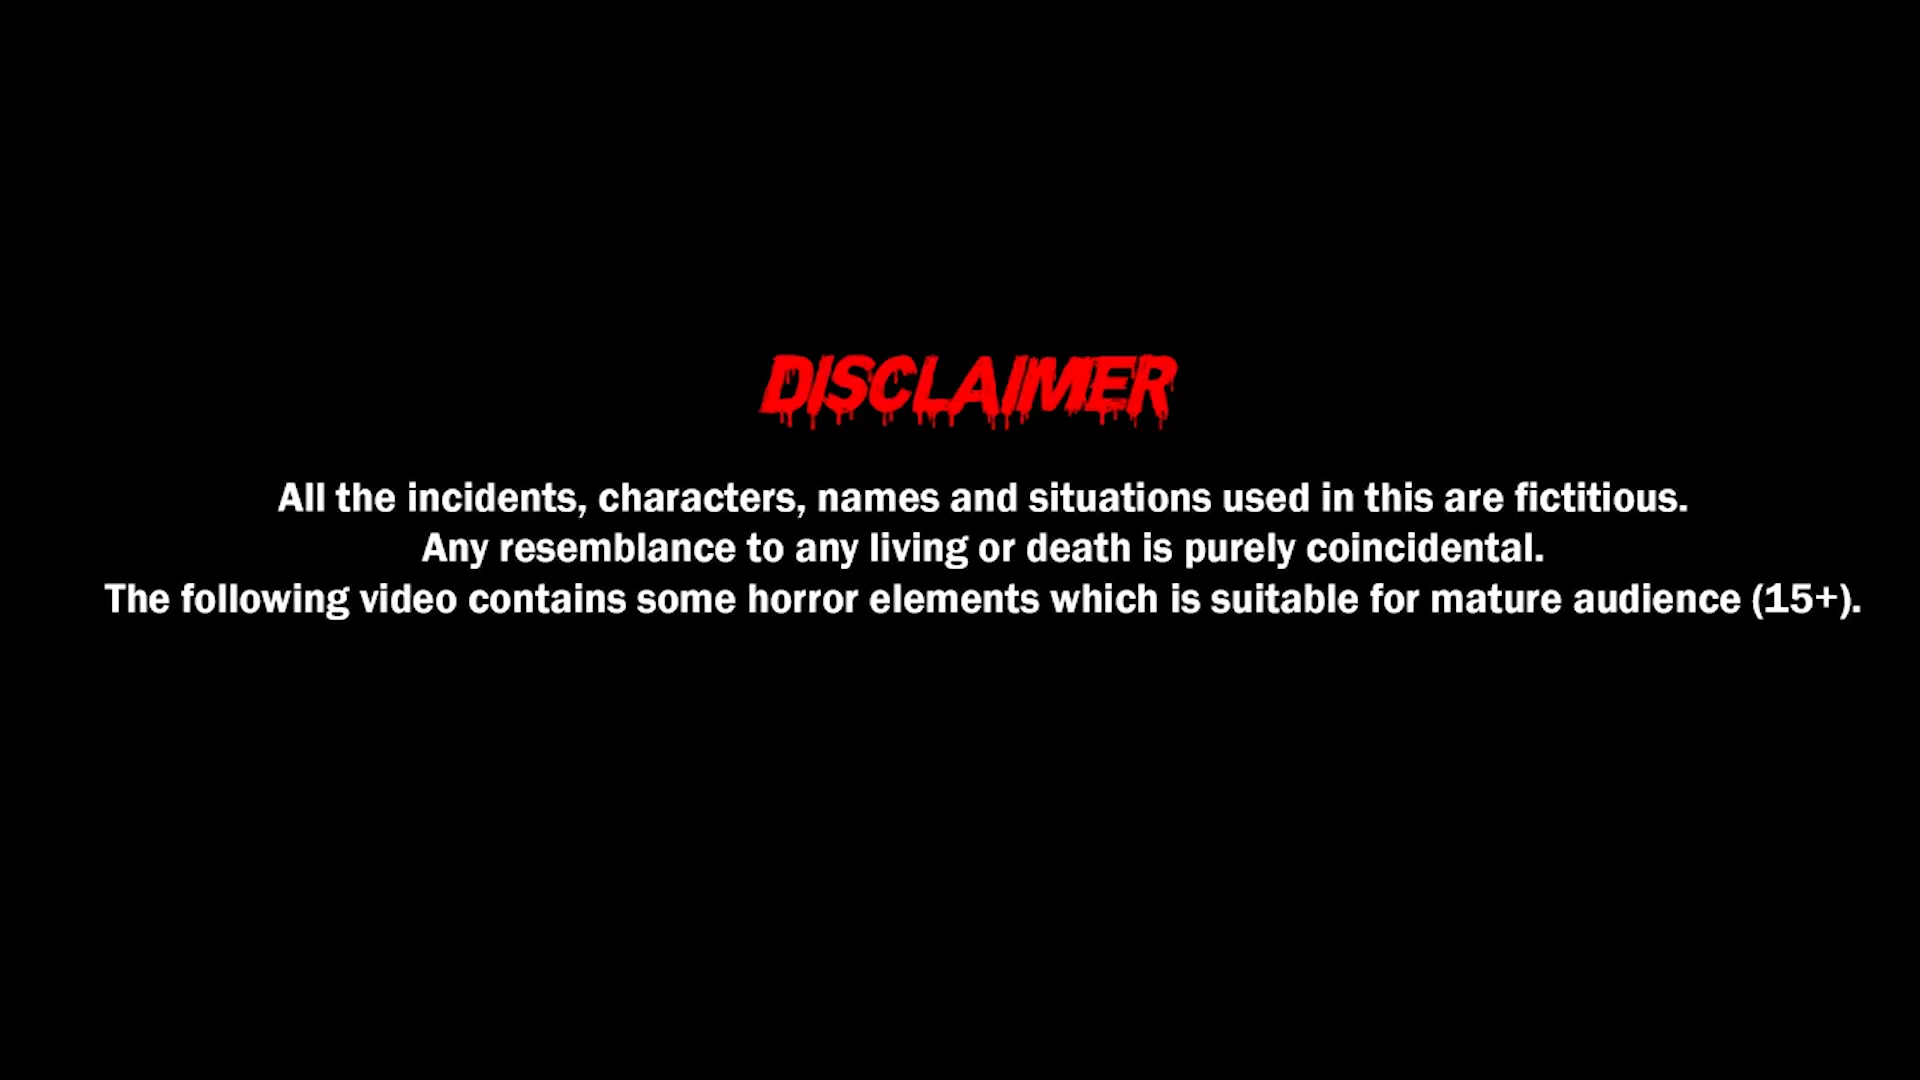 DISCLAIMER
All the incidents, characters, names and situations used in this are fictitious.
Any resemblance to any living or death is purely coincidental.
The following video contains some horror elements which is suitable for mature audience (15+).